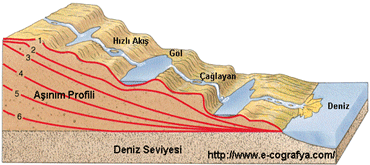 Hızlı Akış
Göl
Çağlayan
Deniz
1
2
3
4
5
6
Aşınım Profili
Deniz Seviyesi
http://www.e-cografya.com/